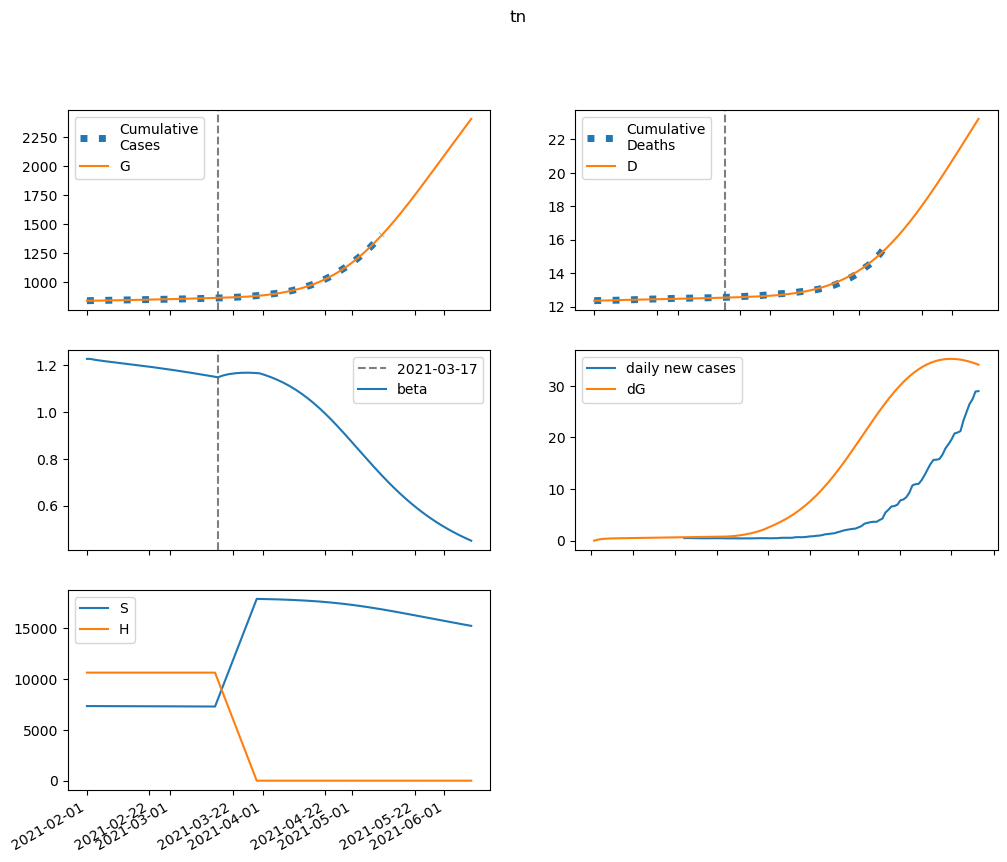 tn
Cumulative
Cases
G
2250
2000
1750
1500
1250
1000
Cumulative
Deaths
D
22
20
18
16
14
12
2021-03-17
beta
1.2
1.0
0.8
0.6
daily new cases
dG
30
20
10
0
S
H
15000
10000
5000
0
2021-02-01
2021-02-22
2021-03-01
2021-03-22
2021-04-01
2021-04-22
2021-05-01
2021-05-22
2021-06-01